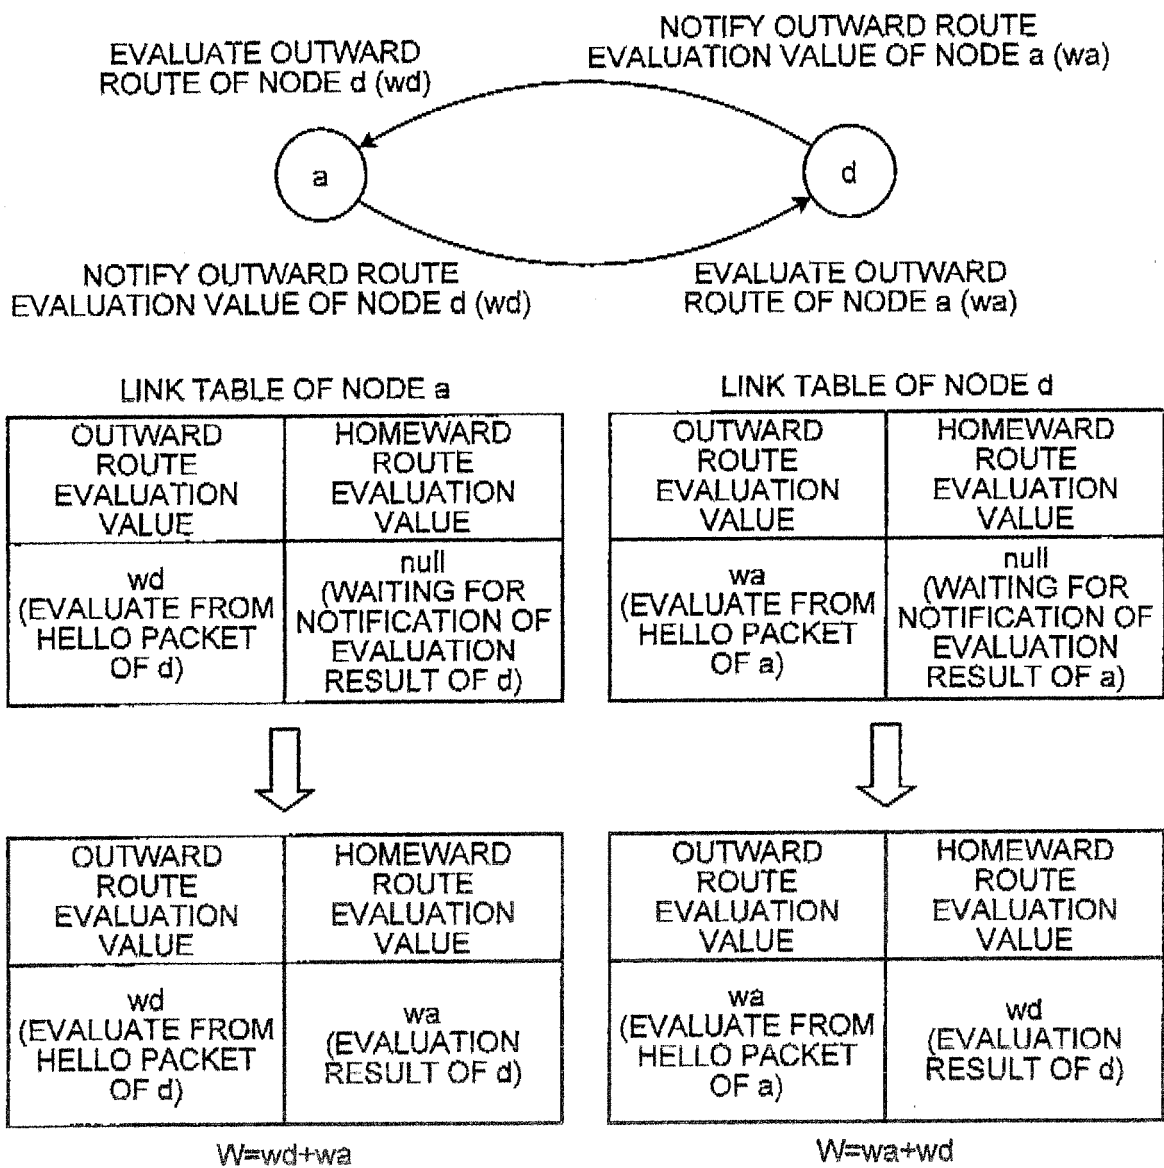 EVALUATE OUTWARD
ROUTE OF NODE d (wd)
NOTIFY OUTWARD ROUTE
EVALUATION VALUE OF NODE a (wa)
a
d
NOTIFY OUTWARD ROUTE
EVALUATION VALUE OF NODE d (wd)
EVALUATE OUTWARD
ROUTE OF NODE a (wa)
LINK TABLE OF NODE a
OUTWARD
ROUTE
EVALUATION
VALUE
HOMEWARD
ROUTE
EVALUATION
VALUE
wd
(EVALUATE FROM
HELLO PACKET
OF d)
null
(WAITING FOR
NOTIFICATION OF
EVALUATION
RESULT OF d)
LINK TABLE OF NODE d
OUTWARD
ROUTE
EVALUATION
VALUE
HOMEWARD
ROUTE
EVALUATION
VALUE
wa
(EVALUATE FROM
HELLO PACKET
OF a)
null
(WAITING FOR
NOTIFICATION OF
EVALUATION
RESULT OF a)
OUTWARD
ROUTE
EVALUATION
VALUE
HOMEWARD
ROUTE
EVALUATION
VALUE
wd
(EVALUATE FROM
HELLO PACKET
OF d)
wa
(EVALUATION
RESULT OF d)
W=wd+wa
OUTWARD
ROUTE
EVALUATION
VALUE
HOMEWARD
ROUTE
EVALUATION
VALUE
wa
(EVALUATE FROM
HELLO PACKET
OF a)
wd
(EVALUATION
RESULT OF d)
W=wa+wd